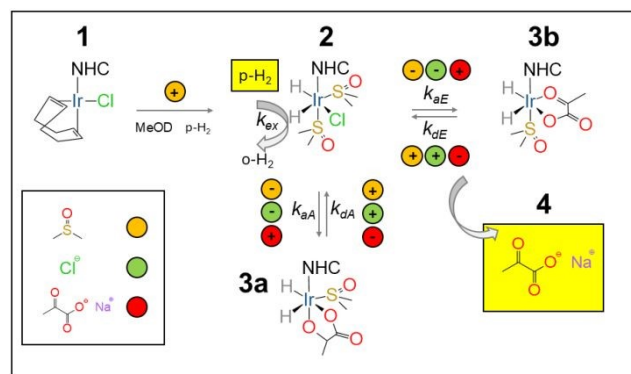 1
NHC
Ir
Cl
+
MeOD p-H₂
p-H₂
k_ex
o-H₂
2
NHC
H
H
Ir
S
O
Cl
S
O
- - +
k_aE
k_dE
+ + -
3b
NHC
H
H
Ir
O
O
O
S
O
- - +
k_aA
k_dA
+ + -
3a
NHC
H
H
Ir
S
O
O
O
O
4
O
O⊖ Na⊕
O
O
S
Cl⊖
O
O⊖ Na⊕
O